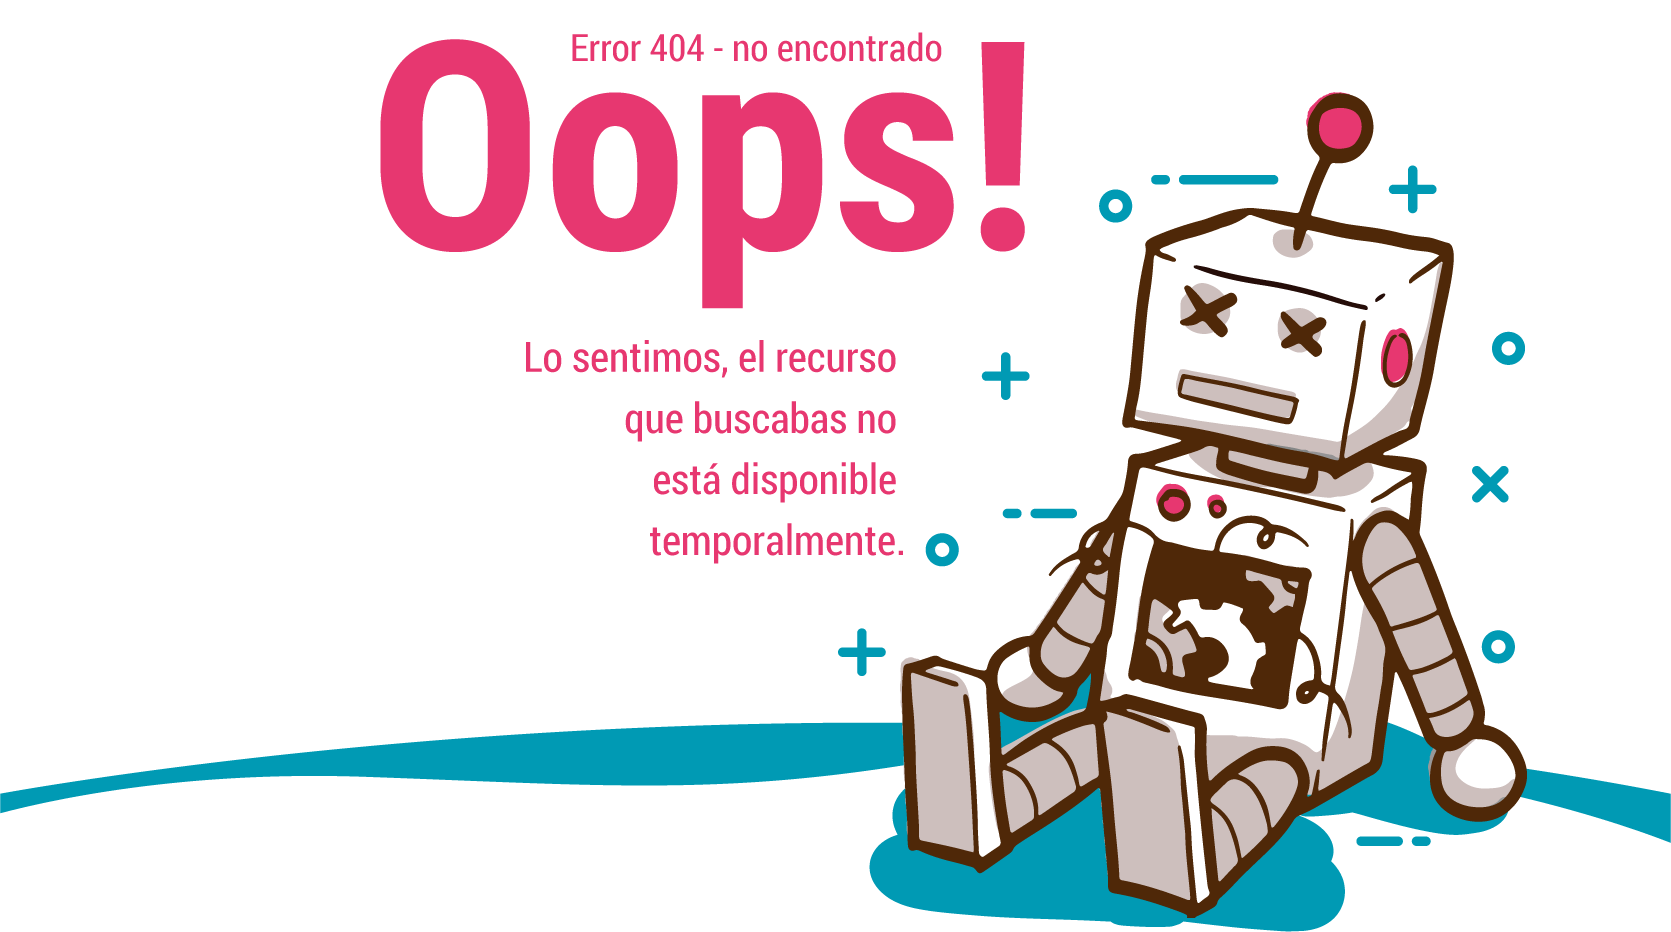 Error 404 - no encontrado
Oops!
Lo sentimos, el recurso
que buscabas no
está disponible
temporalmente.